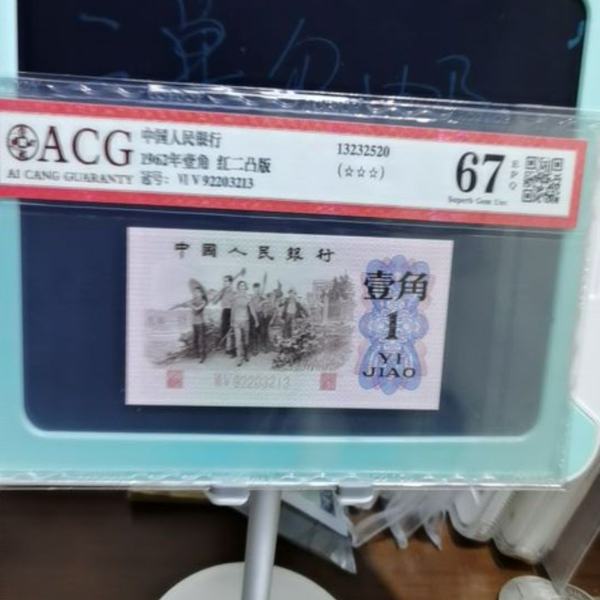 ACG
AI CANG GUARANTY
中国人民银行
1962年壹角 红二凸版
冠号: VI V 92203213
13232520
(☆☆☆)
67
EPQ
Superb Gem Unc
中國人民銀行
壹角
1
YI
JIAO
VI V 92203213